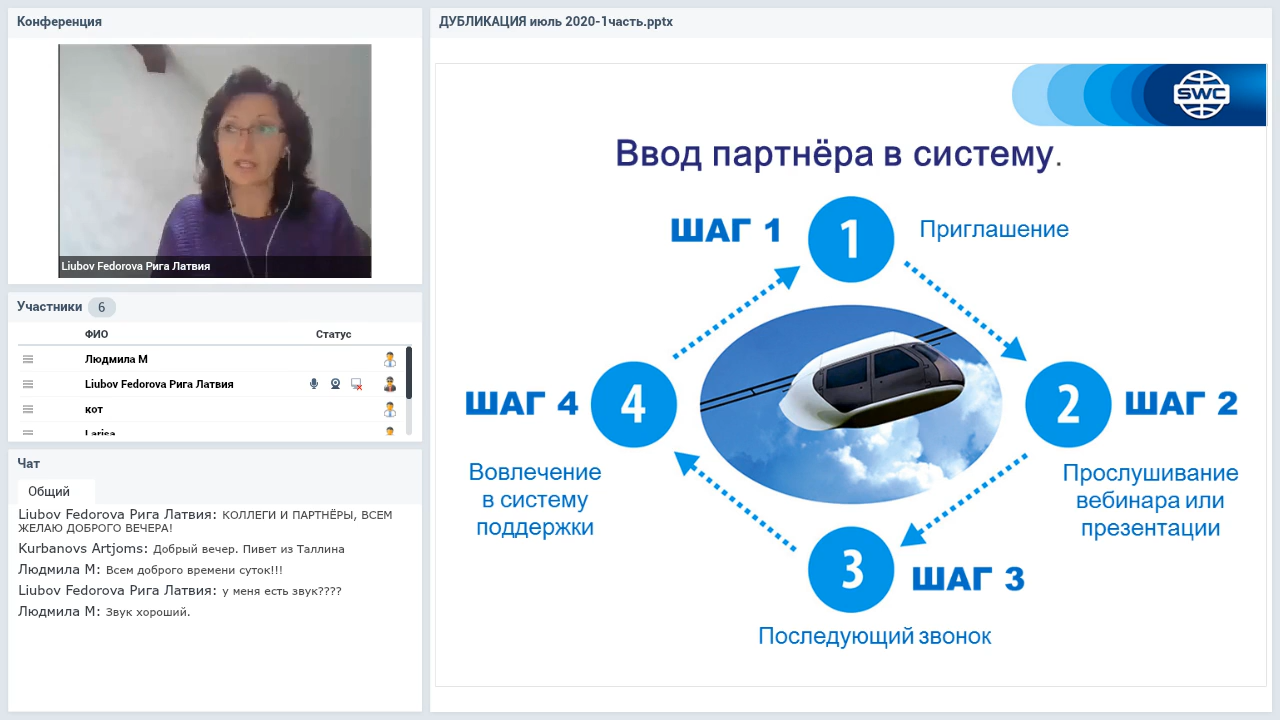 Конференция
Liubov Fedorova Рига Латвия
Участники 6
ФИО Статус
Людмила М
Liubov Fedorova Рига Латвия
кот
Larisa
Чат
Общий
Liubov Fedorova Рига Латвия: КОЛЛЕГИ И ПАРТНЁРЫ, ВСЕМ
ЖЕЛАЮ ДОБРОГО ВЕЧЕРА!
Kurbanovs Artjoms: Добрый вечер. Пивет из Таллина
Людмила М: Всем доброго времени суток!!!
Liubov Fedorova Рига Латвия: у меня есть звук????
Людмила М: Звук хороший.
ДУБЛИКАЦИЯ июль 2020-1часть.pptx
SWC
Ввод партнёра в систему.
ШАГ 1
1
Приглашение
2
ШАГ 2
Прослушивание
вебинара или
презентации
3
ШАГ 3
Последующий звонок
ШАГ 4
4
Вовлечение
в систему
поддержки